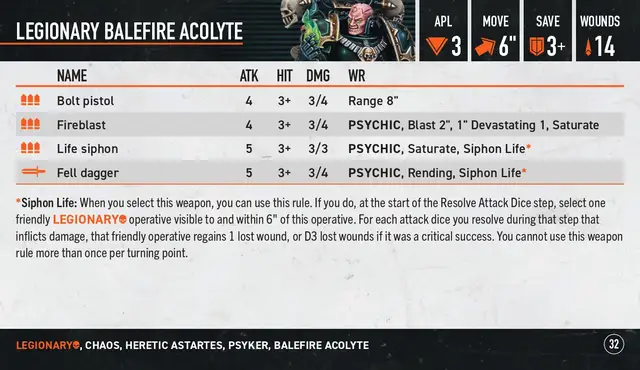 LEGIONARY BALEFIRE ACOLYTE
APL
3
MOVE
6"
SAVE
3+
WOUNDS
14
NAME ATK HIT DMG WR
Bolt pistol 4 3+ 3/4 Range 8"
Fireblast 4 3+ 3/4 PSYCHIC, Blast 2", 1" Devastating 1, Saturate
Life siphon 5 3+ 3/3 PSYCHIC, Saturate, Siphon Life*
Fell dagger 5 3+ 3/4 PSYCHIC, Rending, Siphon Life*
*Siphon Life: When you select this weapon, you can use this rule. If you do, at the start of the Resolve Attack Dice step, select one
friendly LEGIONARY operative visible to and within 6" of this operative. For each attack dice you resolve during that step that
inflicts damage, that friendly operative regains 1 lost wound, or D3 lost wounds if it was a critical success. You cannot use this weapon
rule more than once per turning point.
LEGIONARY, CHAOS, HERETIC ASTARTES, PSYKER, BALEFIRE ACOLYTE
32